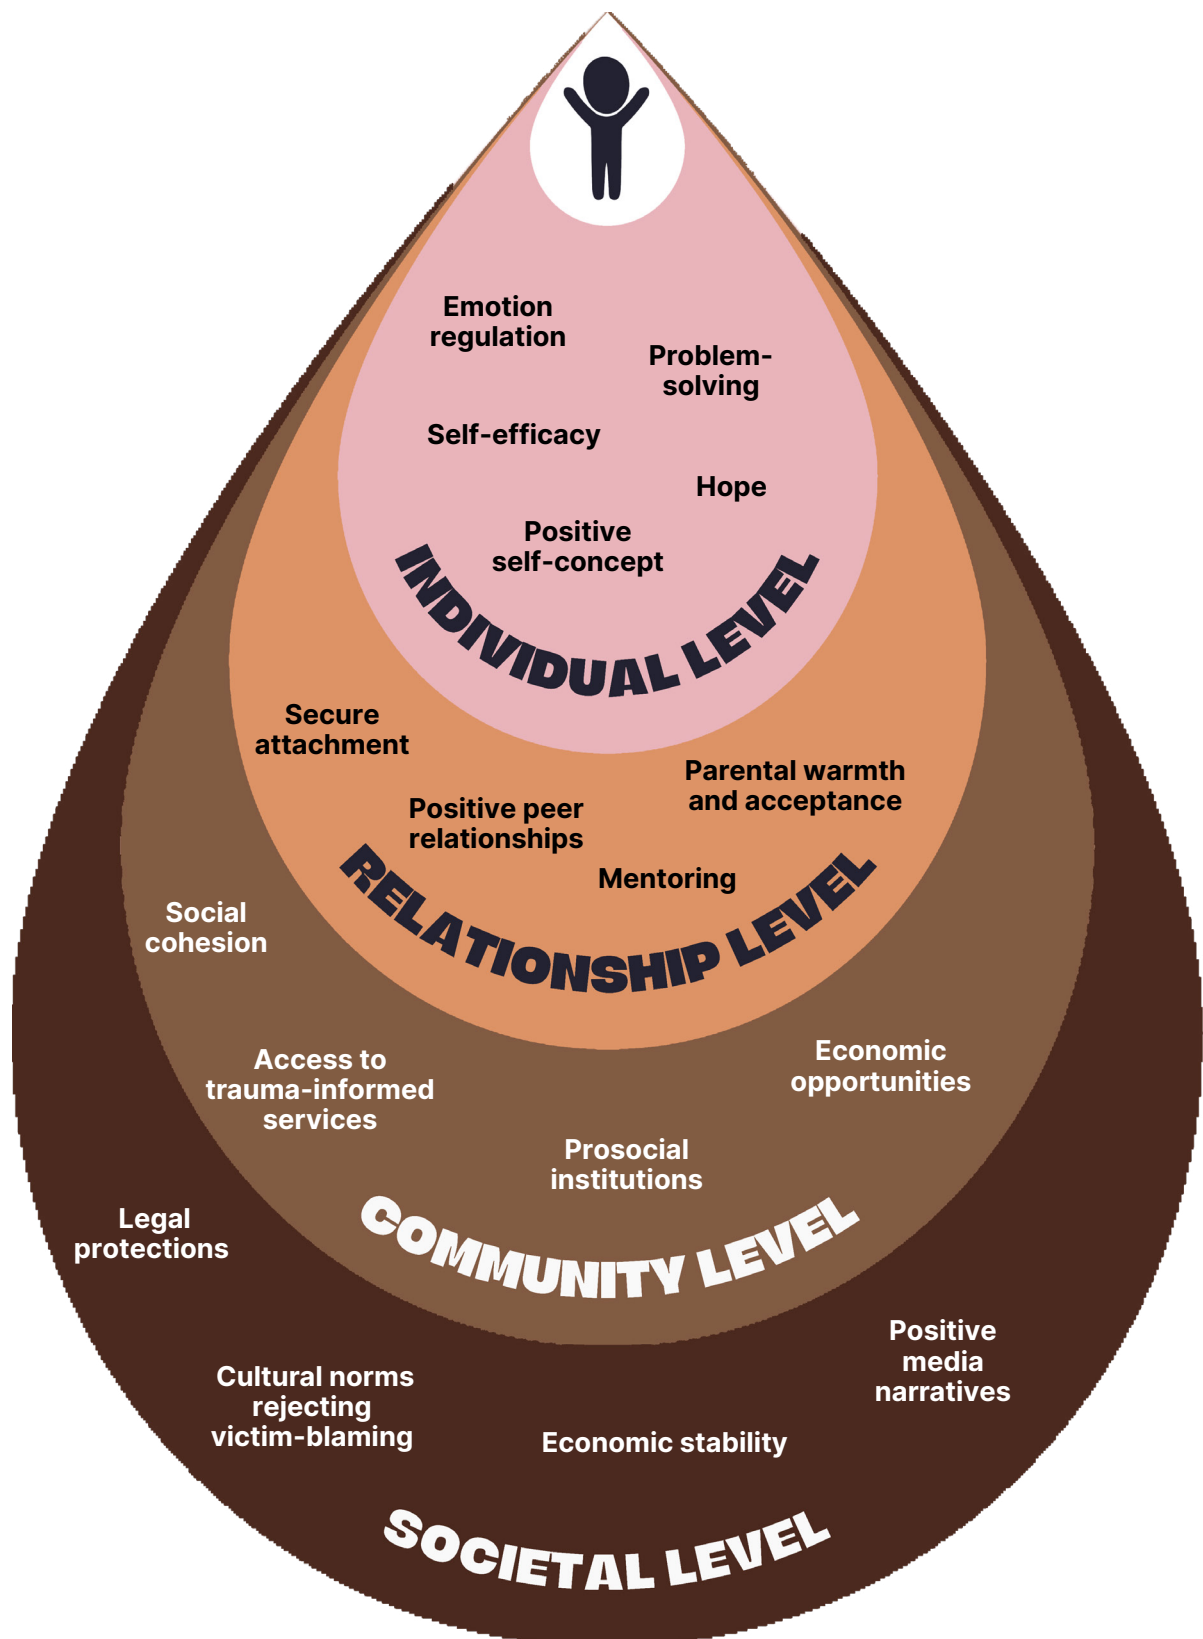 Emotion
regulation
Problem-
solving
Self-efficacy
Hope
Positive
self-concept
INDIVIDUAL LEVEL
Secure
attachment
Parental warmth
and acceptance
Positive peer
relationships
Mentoring
RELATIONSHIP LEVEL
Social
cohesion
Access to
trauma-informed
services
Economic
opportunities
Prosocial
institutions
COMMUNITY LEVEL
Legal
protections
Positive
media
narratives
Cultural norms
rejecting
victim-blaming
Economic stability
SOCIETAL LEVEL